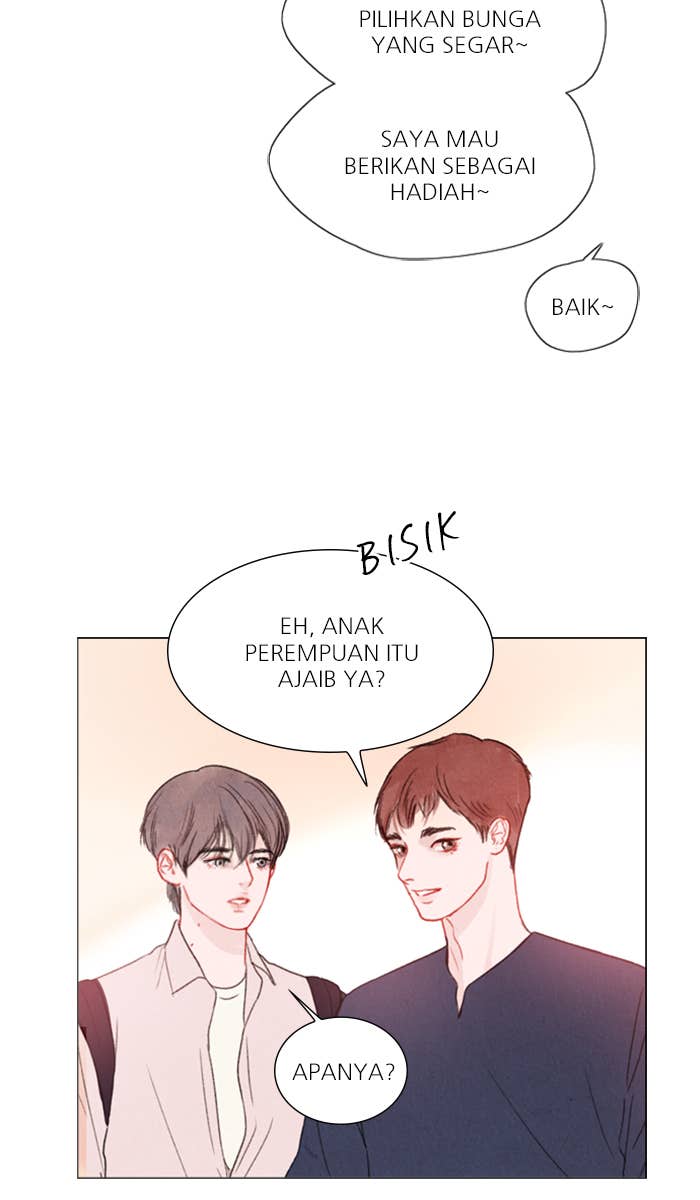 PILIHKAN BUNGA
YANG SEGAR~
SAYA MAU
BERIKAN SEBAGAI
HADIAH~
BAIK~
BISIK
EH, ANAK
PEREMPUAN ITU
AJAIB YA?
APANYA?